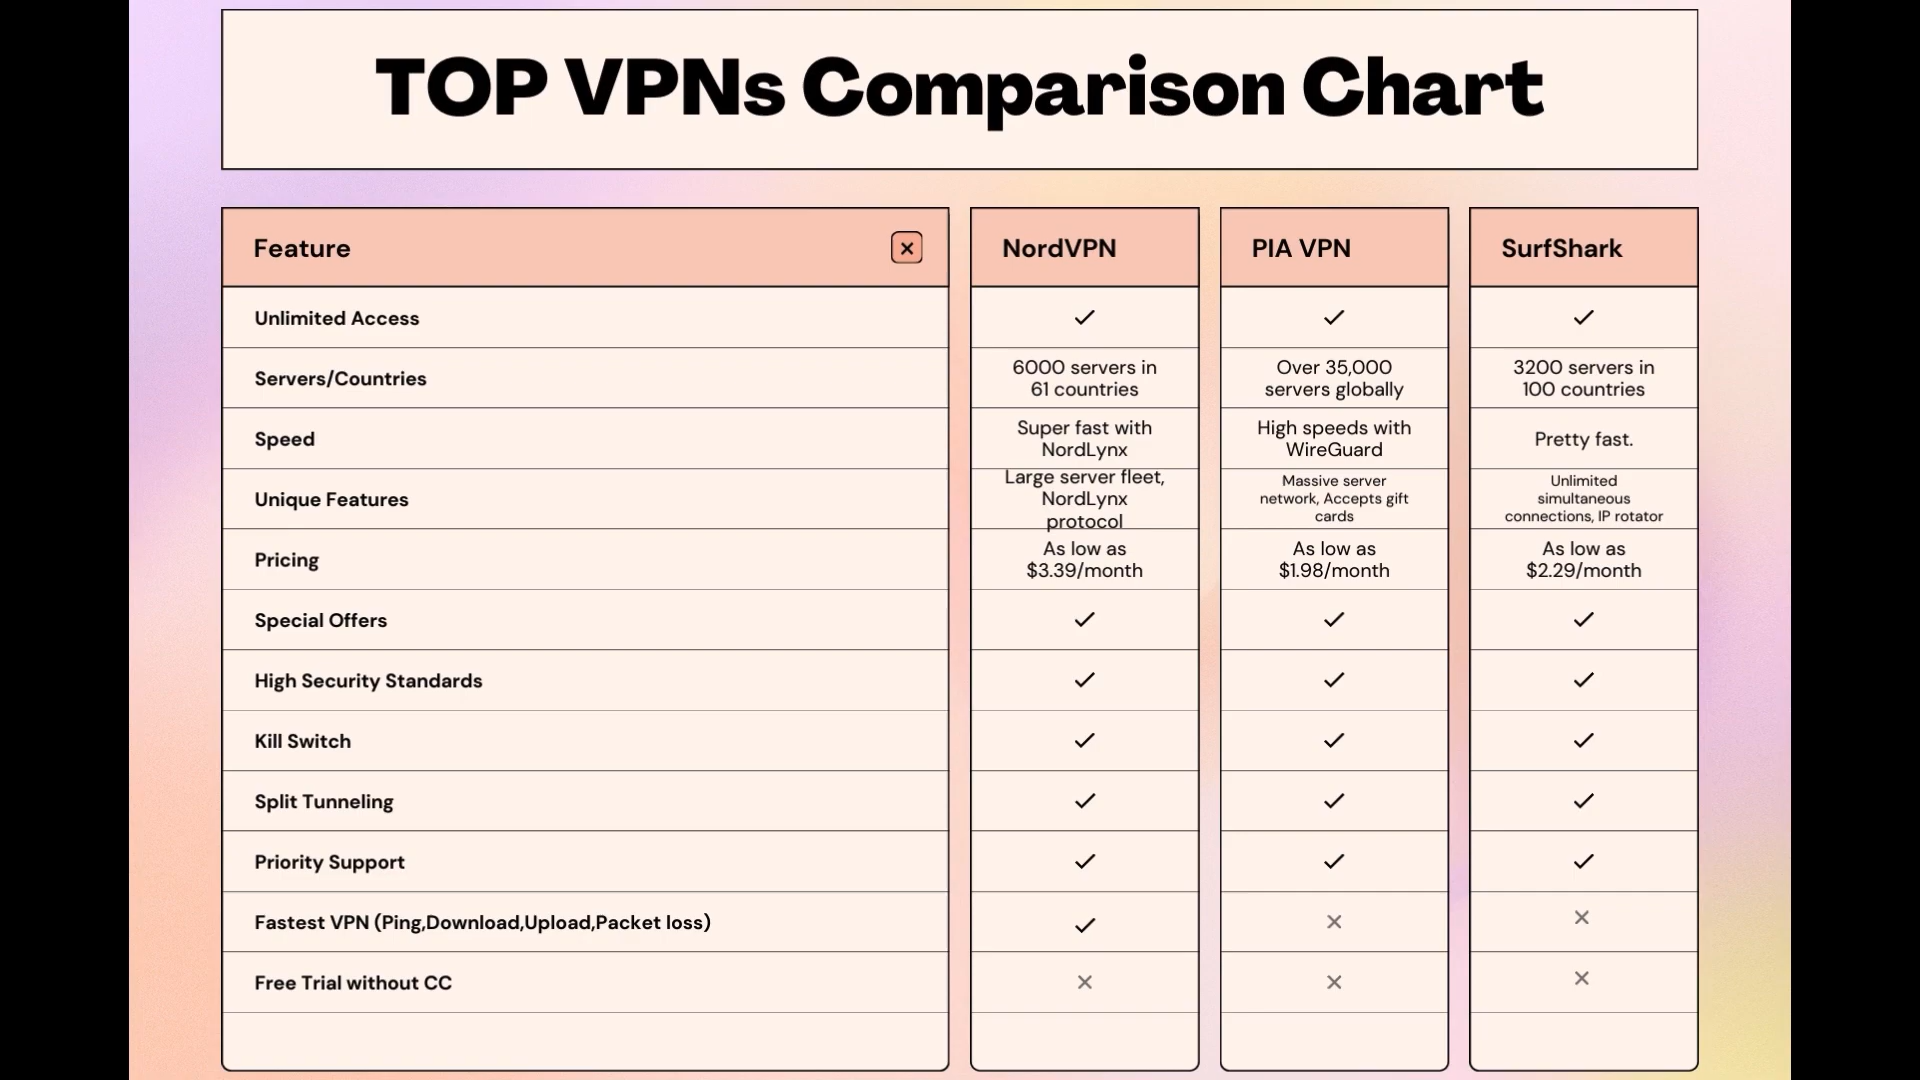 TOP VPNs Comparison Chart
Feature
NordVPN
PIA VPN
SurfShark
Unlimited Access
Servers/Countries
6000 servers in
61 countries
Over 35,000
servers globally
3200 servers in
100 countries
Speed
Super fast with
NordLynx
High speeds with
WireGuard
Pretty fast.
Unique Features
Large server fleet,
NordLynx
protocol
Massive server
network, Accepts gift
cards
Unlimited
simultaneous
connections, IP rotator
Pricing
As low as
$3.39/month
As low as
$1.98/month
As low as
$2.29/month
Special Offers
High Security Standards
Kill Switch
Split Tunneling
Priority Support
Fastest VPN (Ping,Download,Upload,Packet loss)
Free Trial without CC